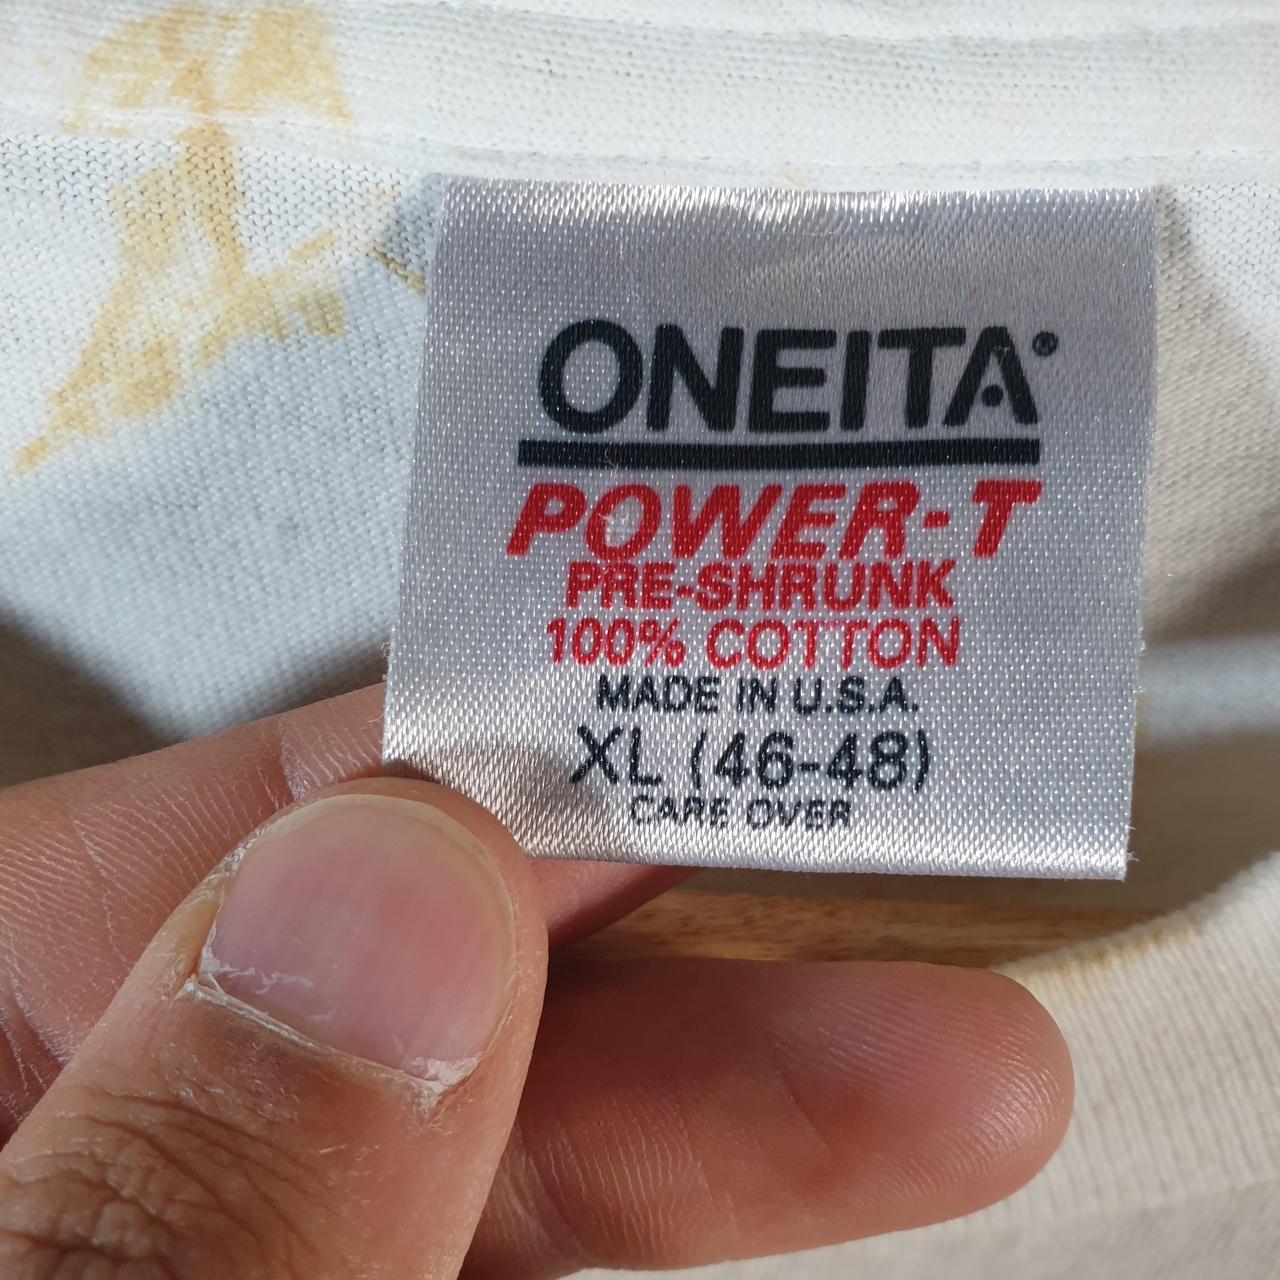 ONEITA®
POWER-T
PRE-SHRUNK
100% COTTON
MADE IN U.S.A.
XL (46-48)
CARE OVER